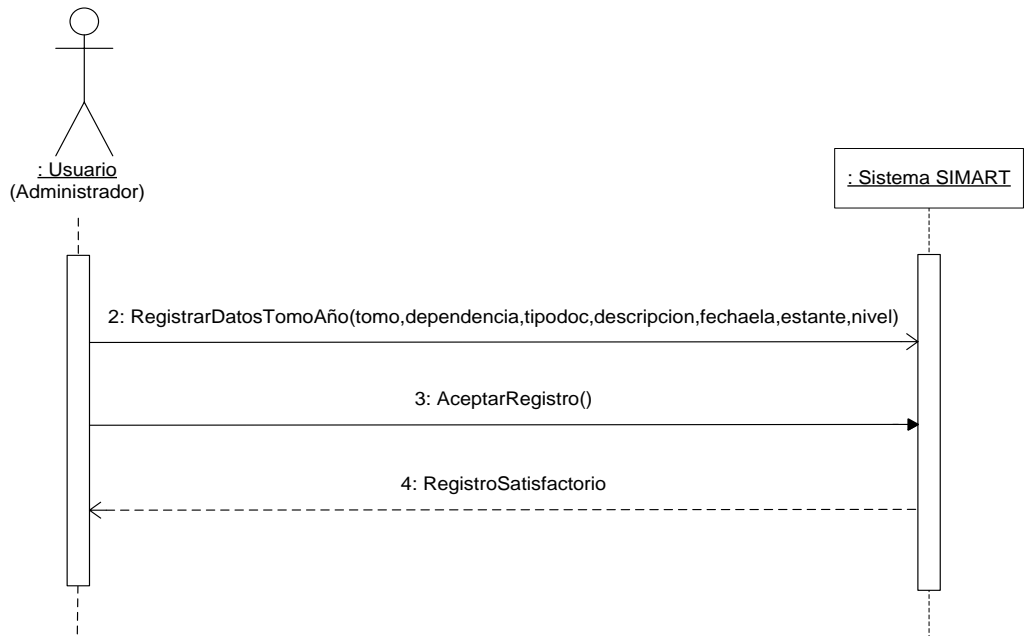 : Usuario
(Administrador)
: Sistema SIMART
2: RegistrarDatosTomoAño(tomo,dependencia,tipodoc,descripcion,fechaela,estante,nivel)
3: AceptarRegistro()
4: RegistroSatisfactorio